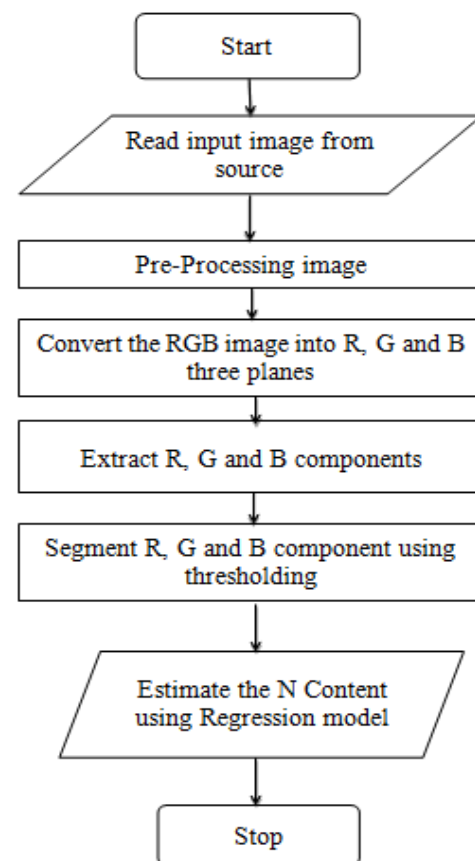 Start
Read input image from
source
Pre-Processing image
Convert the RGB image into R, G and B
three planes
Extract R, G and B components
Segment R, G and B component using
thresholding
Estimate the N Content
using Regression model
Stop